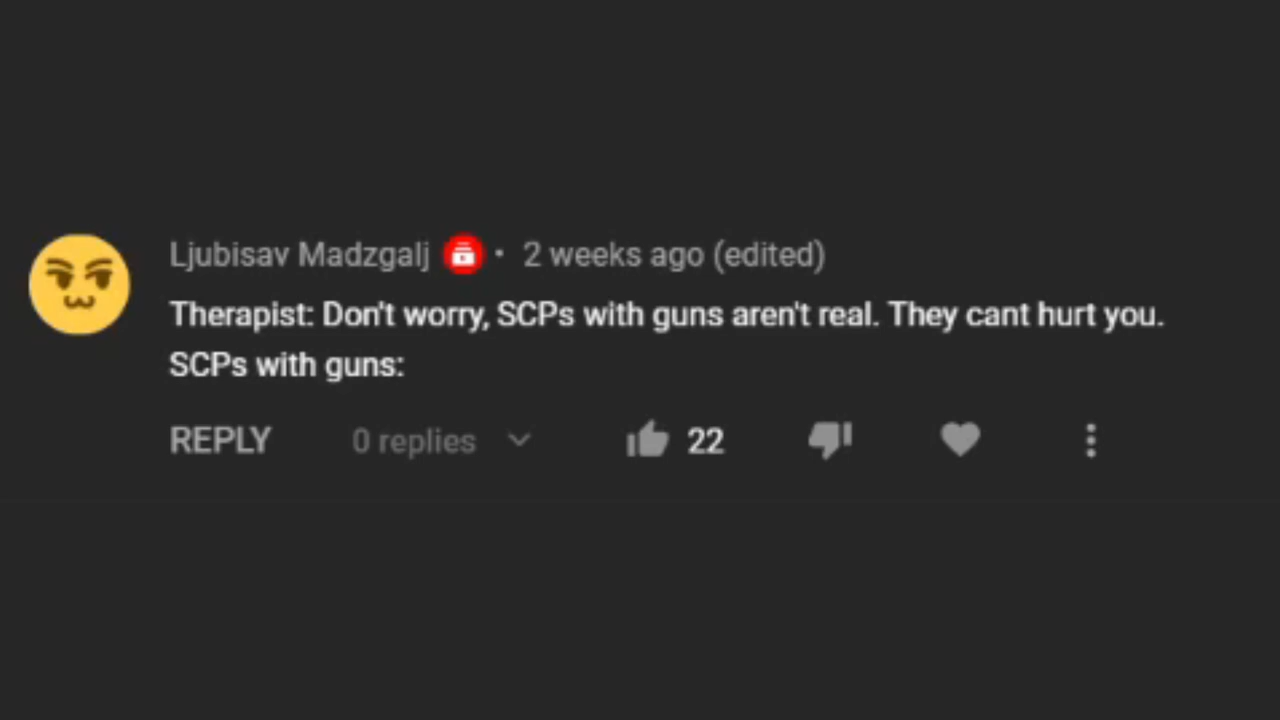 Ljubisav Madzgalj • 2 weeks ago (edited)
Therapist: Don't worry, SCPs with guns aren't real. They cant hurt you.
SCPs with guns:
REPLY 0 replies 22